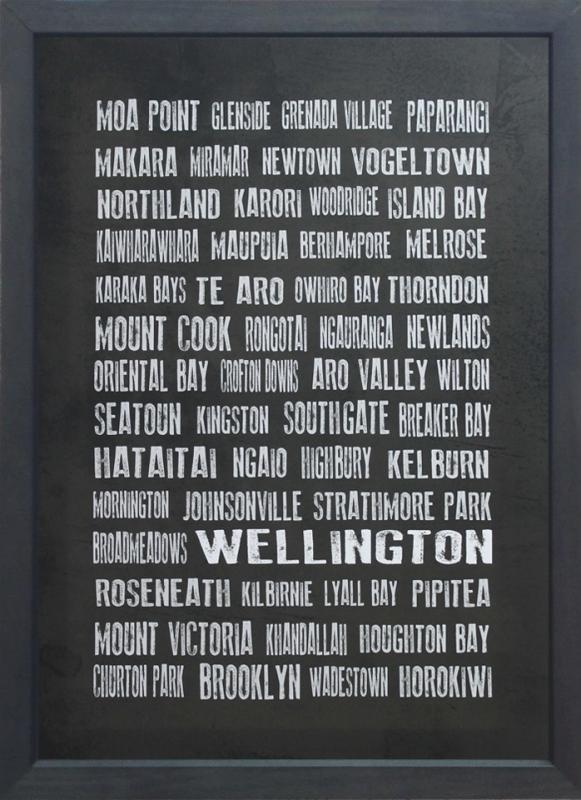 MOA POINT GLENSIDE GRENADA VILLAGE PAPARANGI
MAKARA MIRAMAR NEWTOWN VOGELTOWN
NORTHLAND KARORI WOODRIDGE ISLAND BAY
KAIWHARAWHARA MAUPUIA BERHAMPORE MELROSE
KARAKA BAYS TE ARO OWHIRO BAY THORNDON
MOUNT COOK RONGOTAI NGAURANGA NEWLANDS
ORIENTAL BAY CROFTON DOWNS ARO VALLEY WILTON
SEATOUN KINGSTON SOUTHGATE BREAKER BAY
HATAITAI NGAIO HIGHBURY KELBURN
MORNINGTON JOHNSONVILLE STRATHMORE PARK
BROADMEADOWS WELLINGTON
ROSENEATH KILBIRNIE LYALL BAY PIPITEA
MOUNT VICTORIA KHANDALLAH HOUGHTON BAY
CHURTON PARK BROOKLYN WADESTOWN HOROKIWI